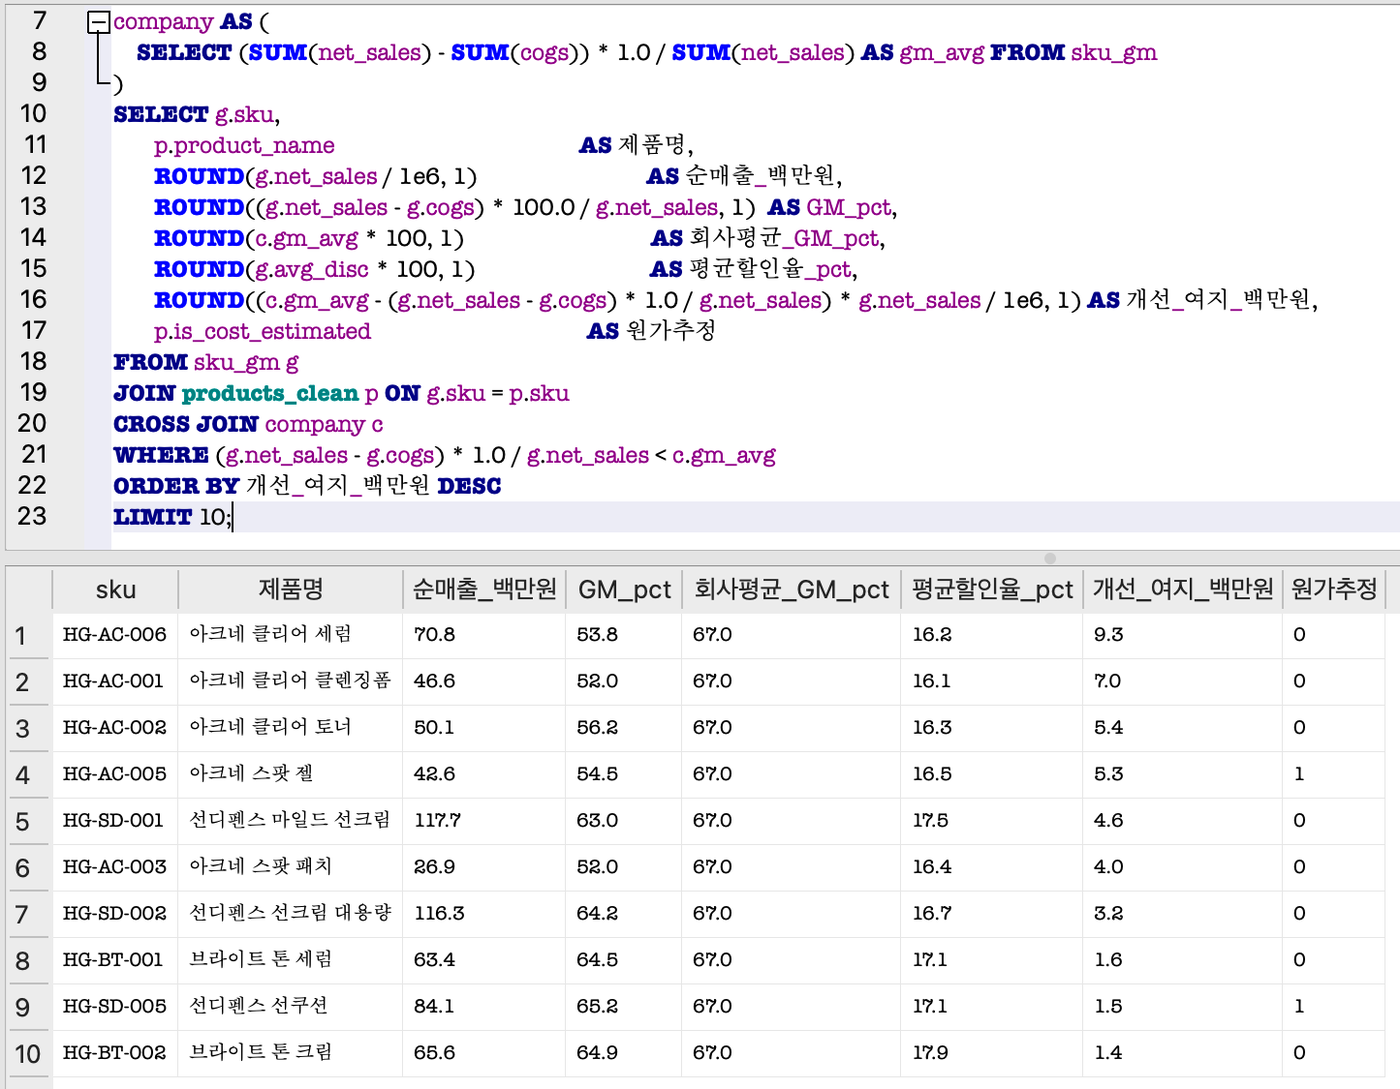 7 company AS (
8 SELECT (SUM(net_sales) - SUM(cogs)) * 1.0 / SUM(net_sales) AS gm_avg FROM sku_gm
9 )
10 SELECT g.sku,
11 p.product_name AS 제품명,
12 ROUND(g.net_sales / 1e6, 1) AS 순매출_백만원,
13 ROUND((g.net_sales - g.cogs) * 100.0 / g.net_sales, 1) AS GM_pct,
14 ROUND(c.gm_avg * 100, 1) AS 회사평균_GM_pct,
15 ROUND(g.avg_disc * 100, 1) AS 평균할인율_pct,
16 ROUND((c.gm_avg - (g.net_sales - g.cogs) * 1.0 / g.net_sales) * g.net_sales / 1e6, 1) AS 개선_여지_백만원,
17 p.is_cost_estimated AS 원가추정
18 FROM sku_gm g
19 JOIN products_clean p ON g.sku = p.sku
20 CROSS JOIN company c
21 WHERE (g.net_sales - g.cogs) * 1.0 / g.net_sales < c.gm_avg
22 ORDER BY 개선_여지_백만원 DESC
23 LIMIT 10;
sku 제품명 순매출_백만원 GM_pct 회사평균_GM_pct 평균할인율_pct 개선_여지_백만원 원가추정
1 HG-AC-006 아크네 클리어 세럼 70.8 53.8 67.0 16.2 9.3 0
2 HG-AC-001 아크네 클리어 클렌징폼 46.6 52.0 67.0 16.1 7.0 0
3 HG-AC-002 아크네 클리어 토너 50.1 56.2 67.0 16.3 5.4 0
4 HG-AC-005 아크네 스팟 젤 42.6 54.5 67.0 16.5 5.3 1
5 HG-SD-001 선디펜스 마일드 선크림 117.7 63.0 67.0 17.5 4.6 0
6 HG-AC-003 아크네 스팟 패치 26.9 52.0 67.0 16.4 4.0 0
7 HG-SD-002 선디펜스 선크림 대용량 116.3 64.2 67.0 16.7 3.2 0
8 HG-BT-001 브라이트 톤 세럼 63.4 64.5 67.0 17.1 1.6 0
9 HG-SD-005 선디펜스 선쿠션 84.1 65.2 67.0 17.1 1.5 1
10 HG-BT-002 브라이트 톤 크림 65.6 64.9 67.0 17.9 1.4 0